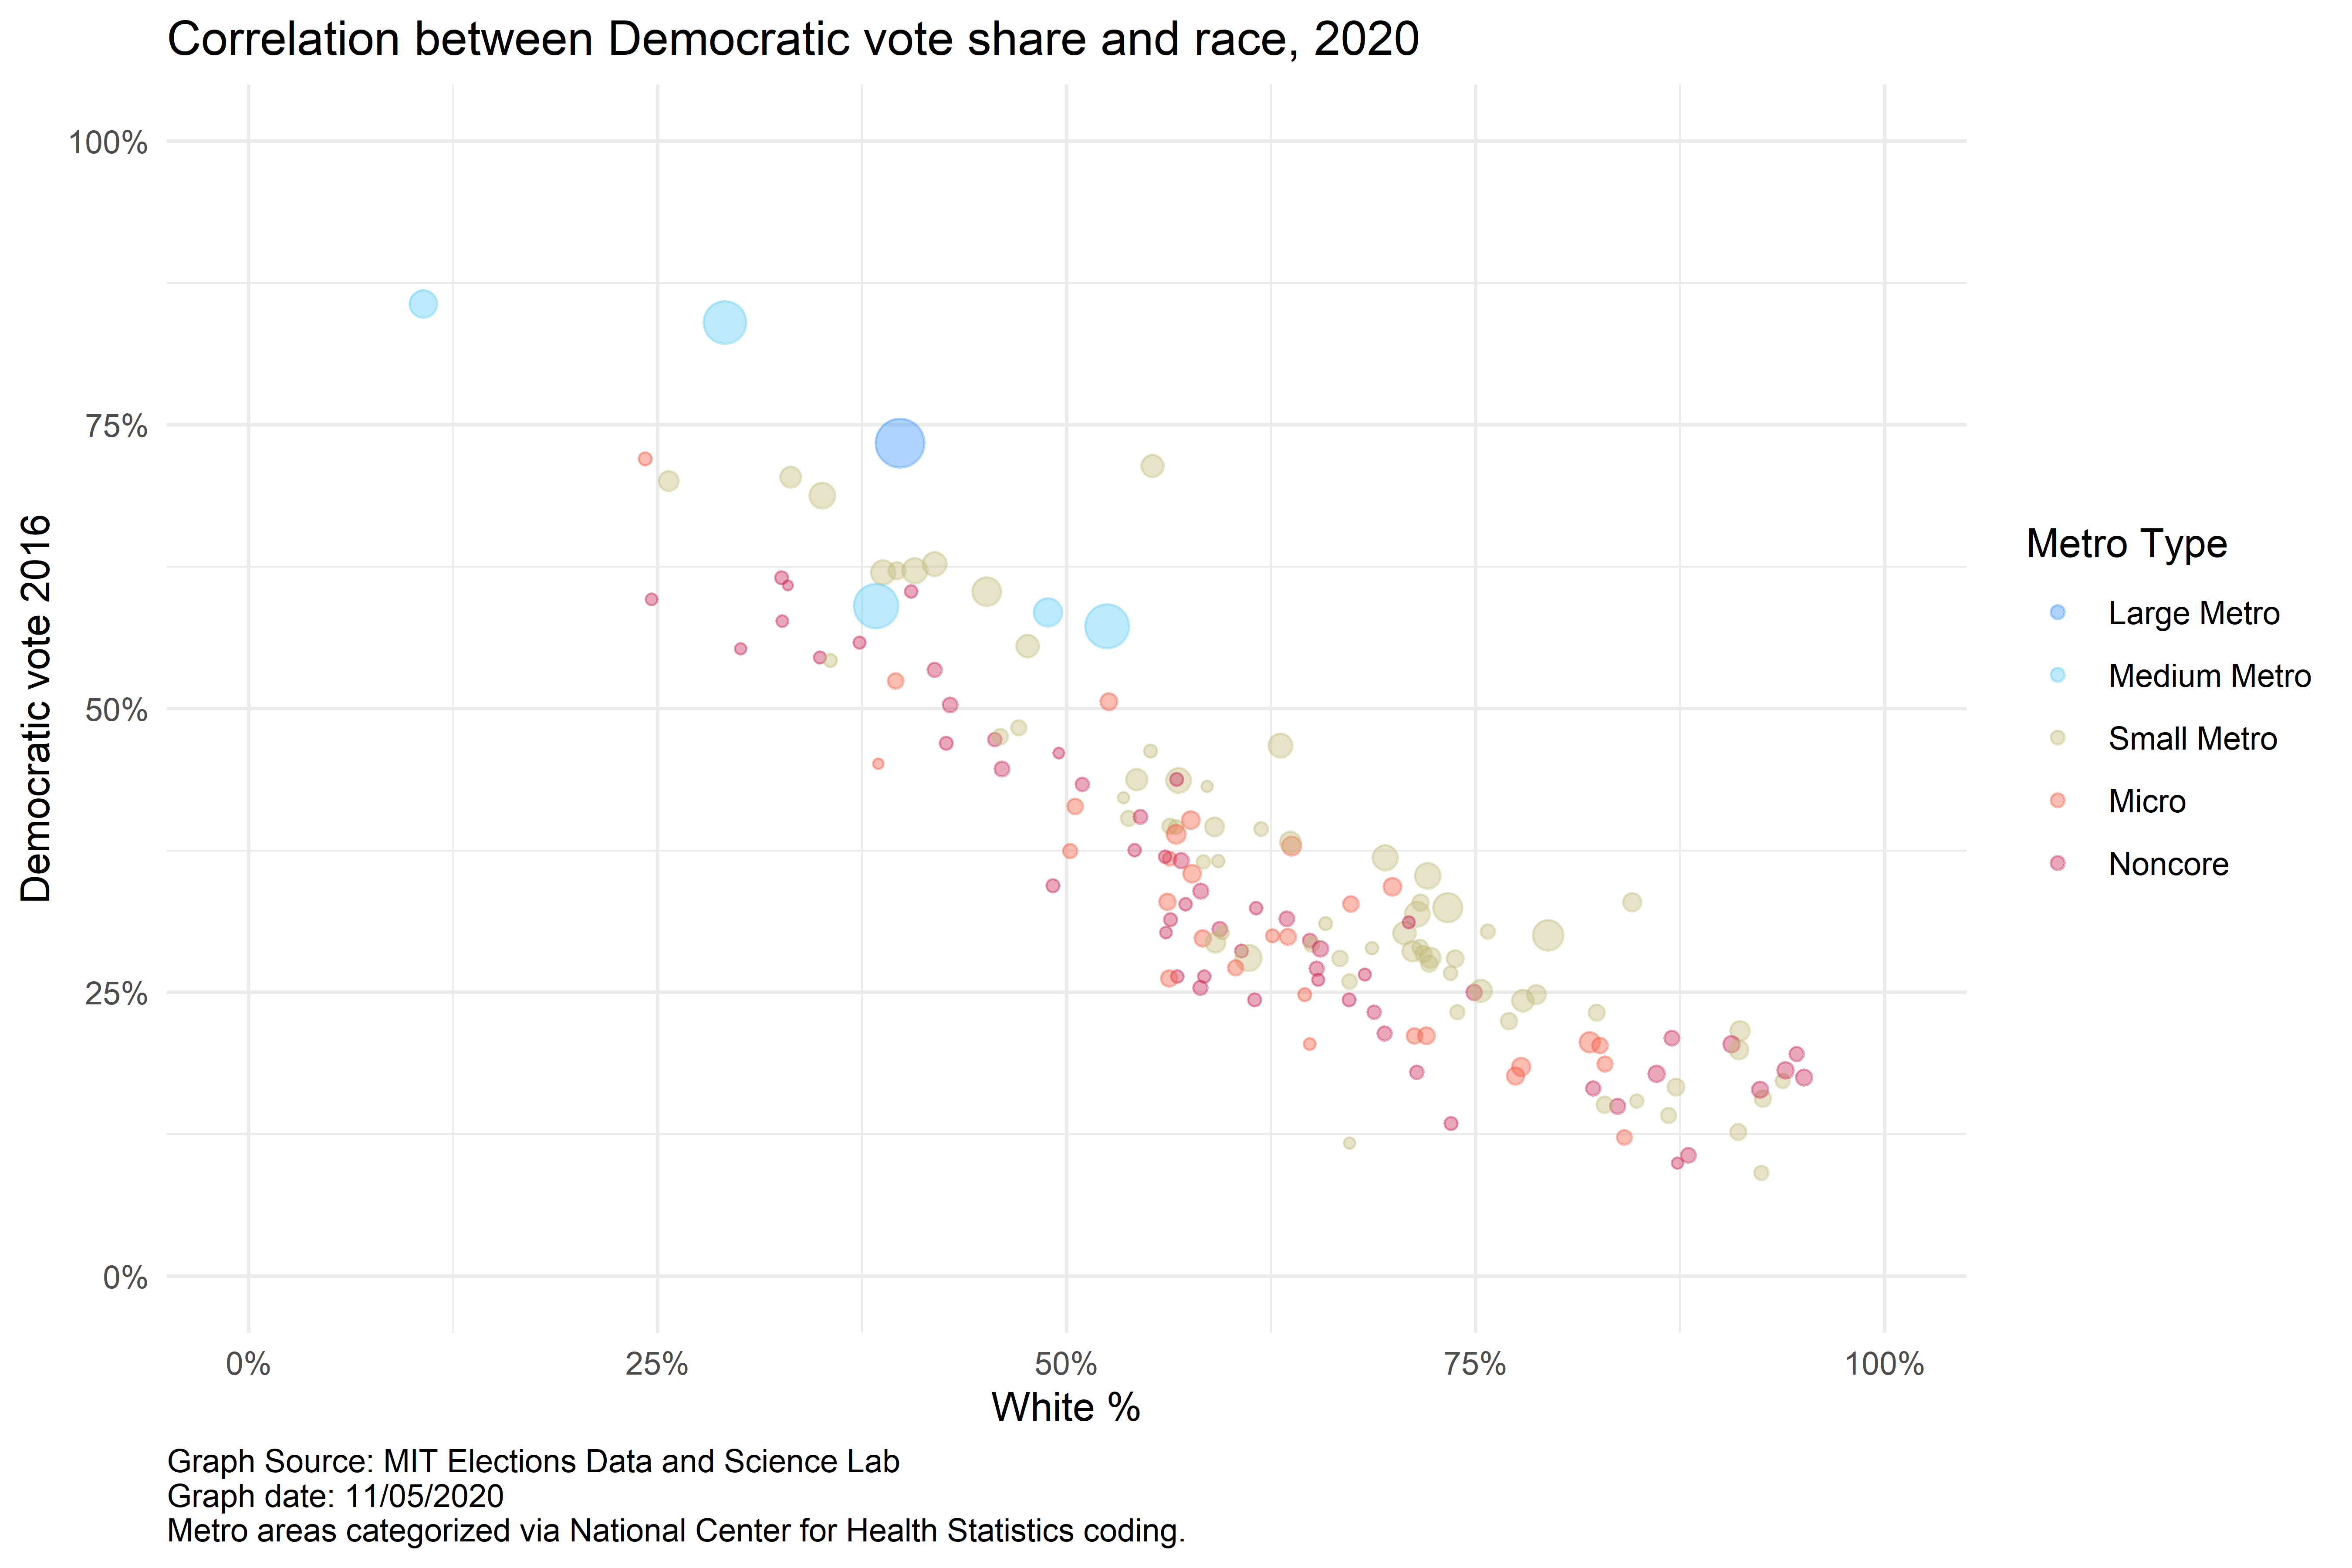 Correlation between Democratic vote share and race, 2020
100%
75%
50%
25%
0%
Democratic vote 2016
0%
25%
50%
75%
100%
White %
Metro Type
Large Metro
Medium Metro
Small Metro
Micro
Noncore
Graph Source: MIT Elections Data and Science Lab
Graph date: 11/05/2020
Metro areas categorized via National Center for Health Statistics coding.